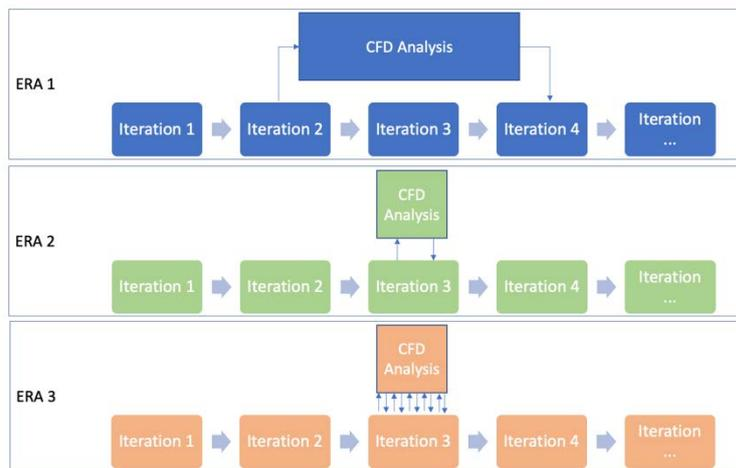 CFD Analysis
ERA 1
Iteration 1
Iteration 2
Iteration 3
Iteration 4
Iteration
...
CFD
Analysis
ERA 2
Iteration 1
Iteration 2
Iteration 3
Iteration 4
Iteration
...
CFD
Analysis
ERA 3
Iteration 1
Iteration 2
Iteration 3
Iteration 4
Iteration
...